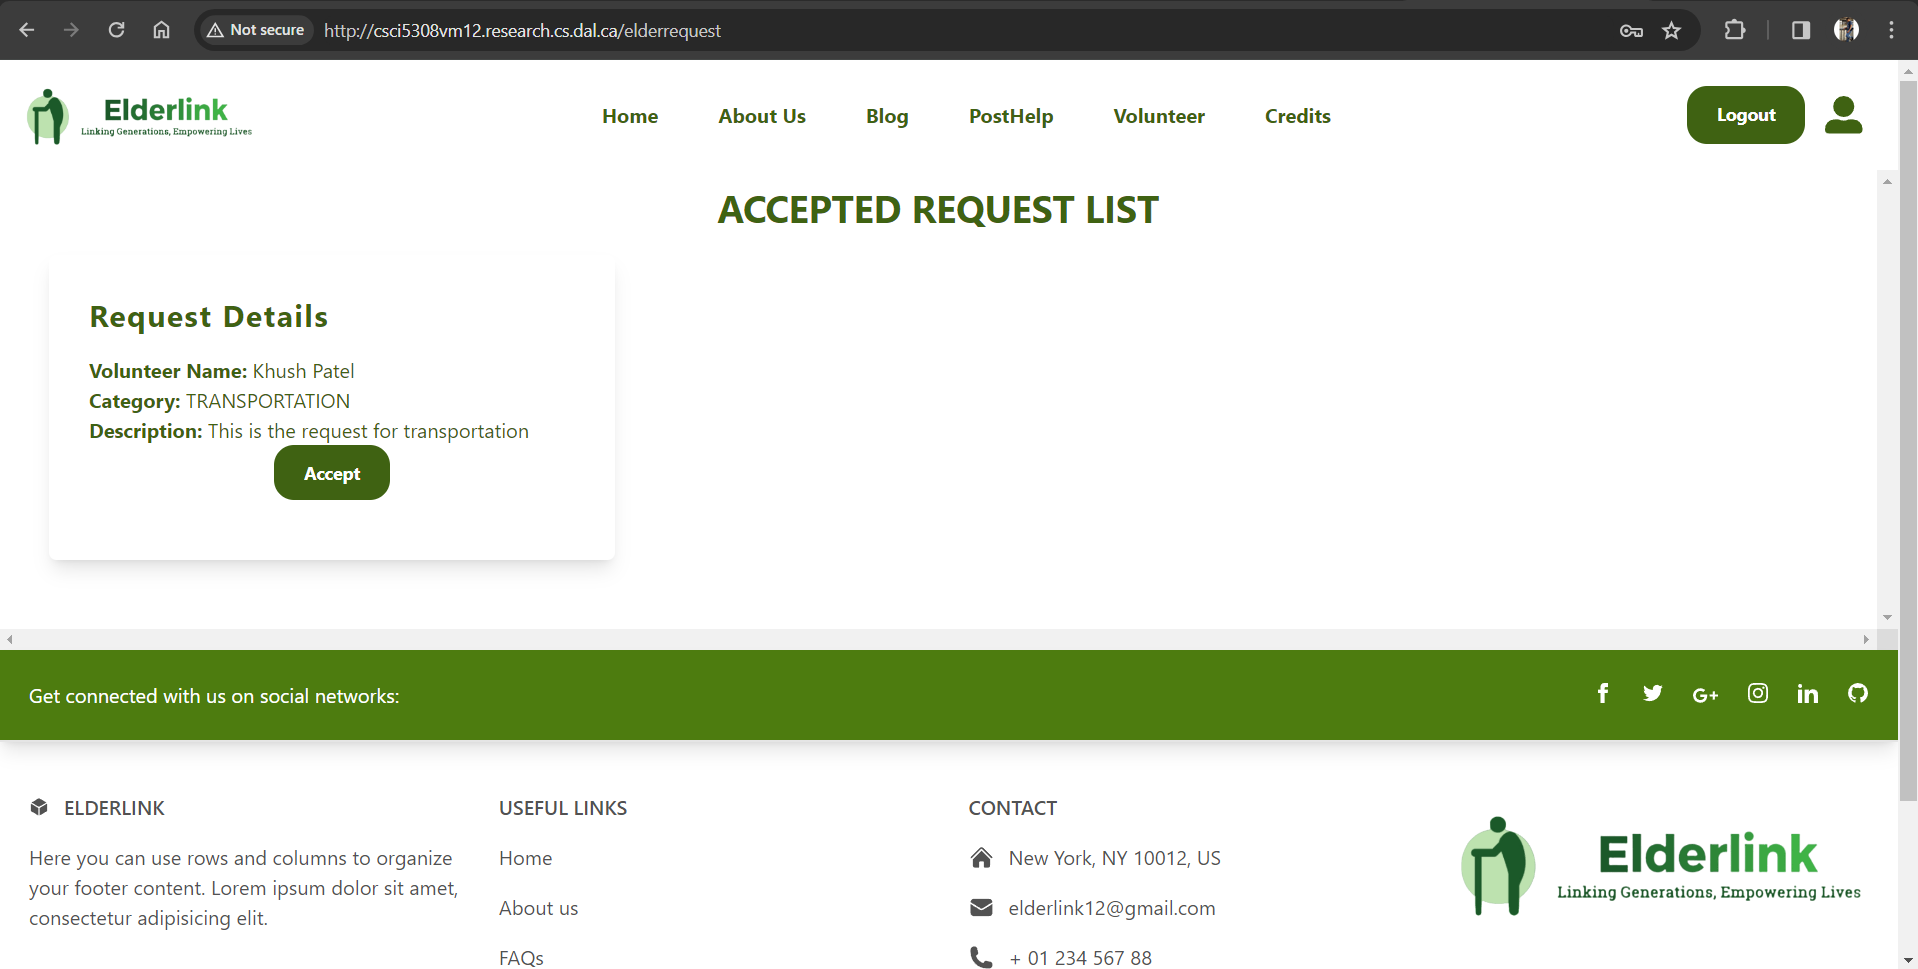 Not secure
http://csci5308vm12.research.cs.dal.ca/elderrequest
Elderlink
Linking Generations, Empowering Lives
Home
About Us
Blog
PostHelp
Volunteer
Credits
Logout
ACCEPTED REQUEST LIST
Request Details
Volunteer Name: Khush Patel
Category: TRANSPORTATION
Description: This is the request for transportation
Accept
Get connected with us on social networks:
ELDERLINK
Here you can use rows and columns to organize
your footer content. Lorem ipsum dolor sit amet,
consectetur adipisicing elit.
USEFUL LINKS
Home
About us
FAQs
CONTACT
New York, NY 10012, US
elderlink12@gmail.com
+ 01 234 567 88
Elderlink
Linking Generations, Empowering Lives